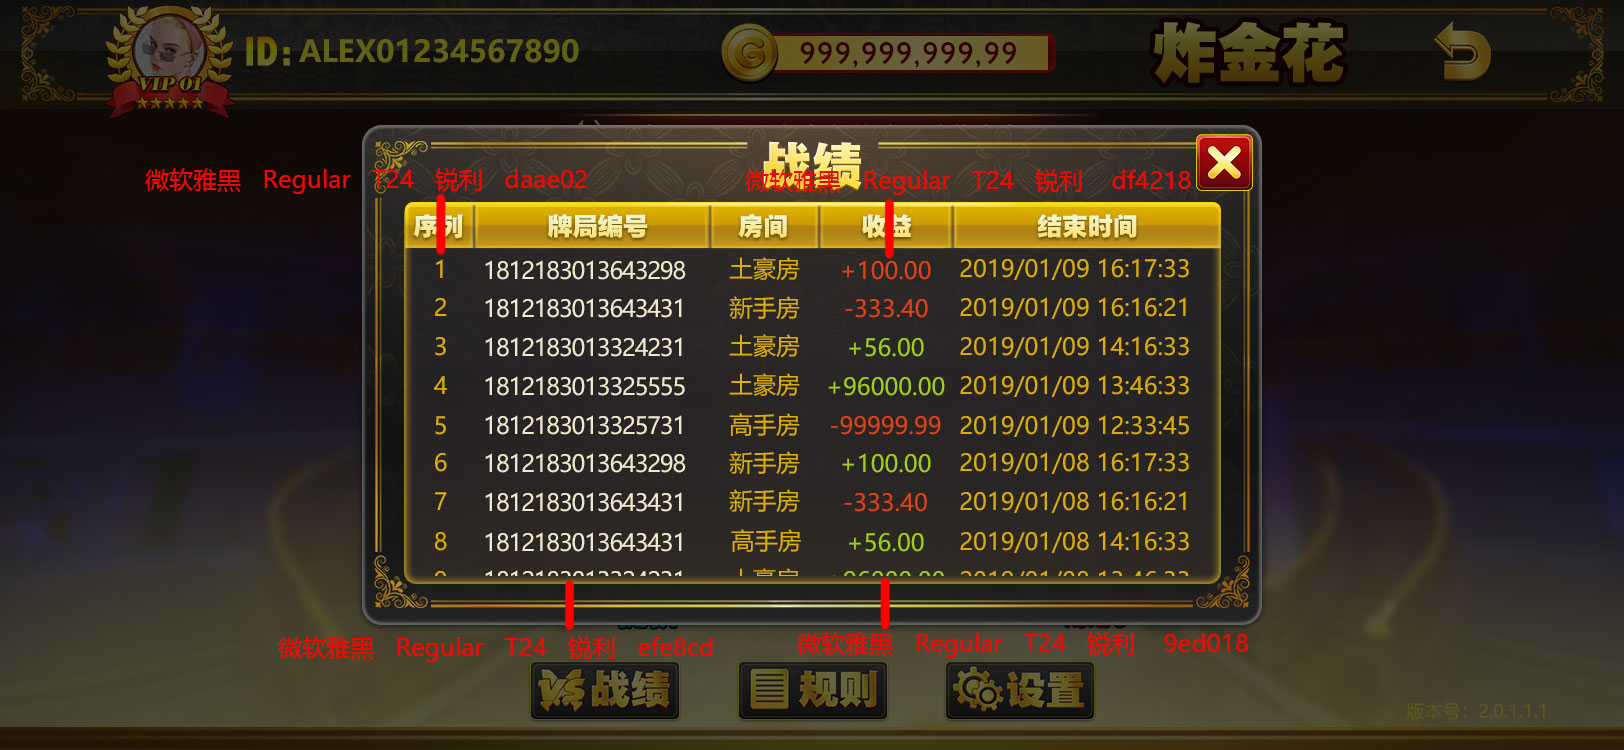 ID: ALEX01234567890
VIP 01
999,999,999,99
炸金花
战绩
微软雅黑 Regular T24 锐利 daae02
微软雅黑 Regular T24 锐利 df4218
序列 牌局编号 房间 收益 结束时间
1 1812183013643298 土豪房 +100.00 2019/01/09 16:17:33
2 1812183013643431 新手房 -333.40 2019/01/09 16:16:21
3 1812183013324231 土豪房 +56.00 2019/01/09 14:16:33
4 1812183013325555 土豪房 +96000.00 2019/01/09 13:46:33
5 1812183013325731 高手房 -99999.99 2019/01/09 12:33:45
6 1812183013643298 新手房 +100.00 2019/01/08 16:17:33
7 1812183013643431 新手房 -333.40 2019/01/08 16:16:21
8 1812183013643431 高手房 +56.00 2019/01/08 14:16:33
微软雅黑 Regular T24 锐利 efe8cd
微软雅黑 Regular T24 锐利 9ed018
VS 战绩
规则
设置
版本号: 2.0.1.1.1